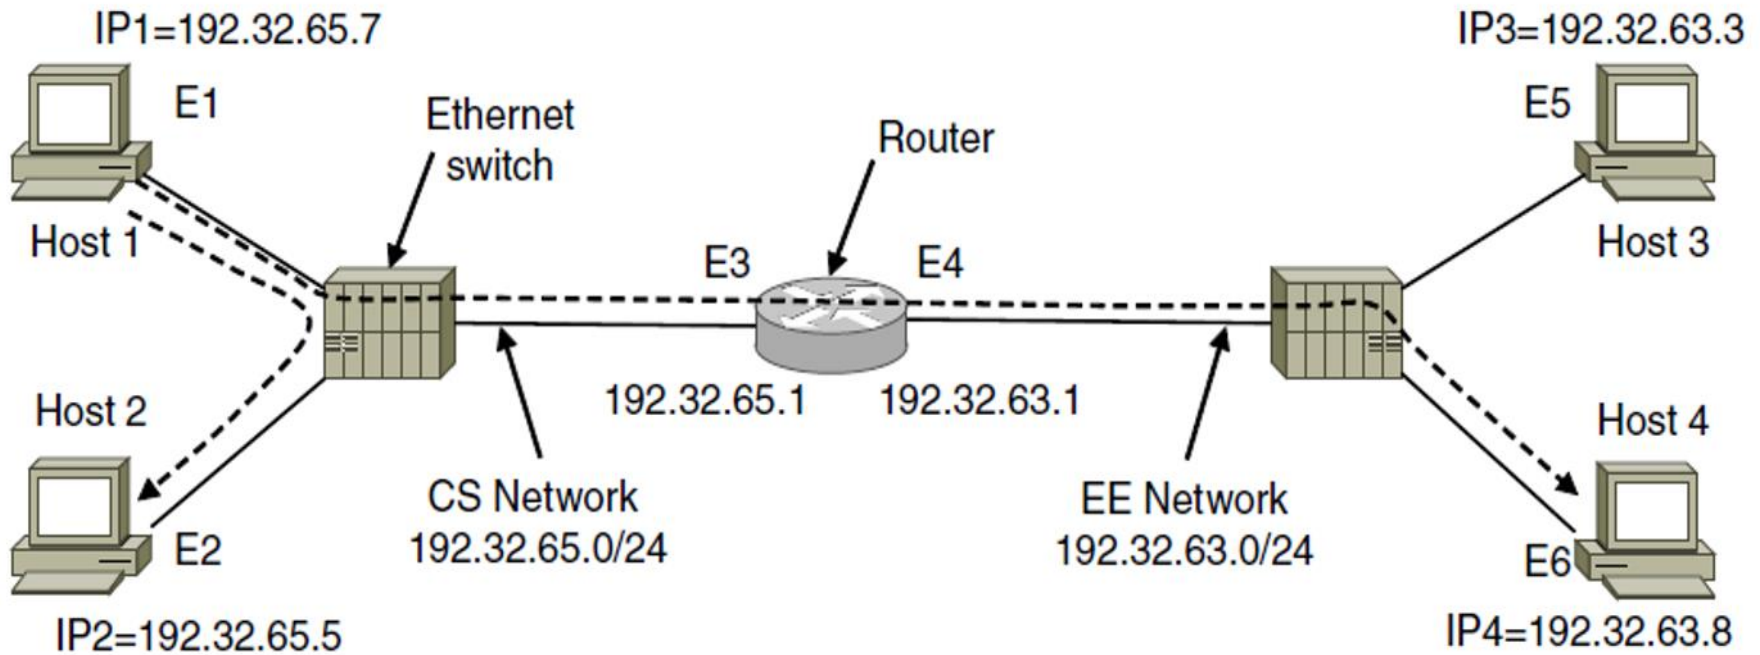 IP1=192.32.65.7
IP3=192.32.63.3
E1
Ethernet
switch
Router
E5
Host 1
E3
E4
Host 3
192.32.65.1
192.32.63.1
Host 2
Host 4
CS Network
192.32.65.0/24
EE Network
192.32.63.0/24
E2
E6
IP2=192.32.65.5
IP4=192.32.63.8